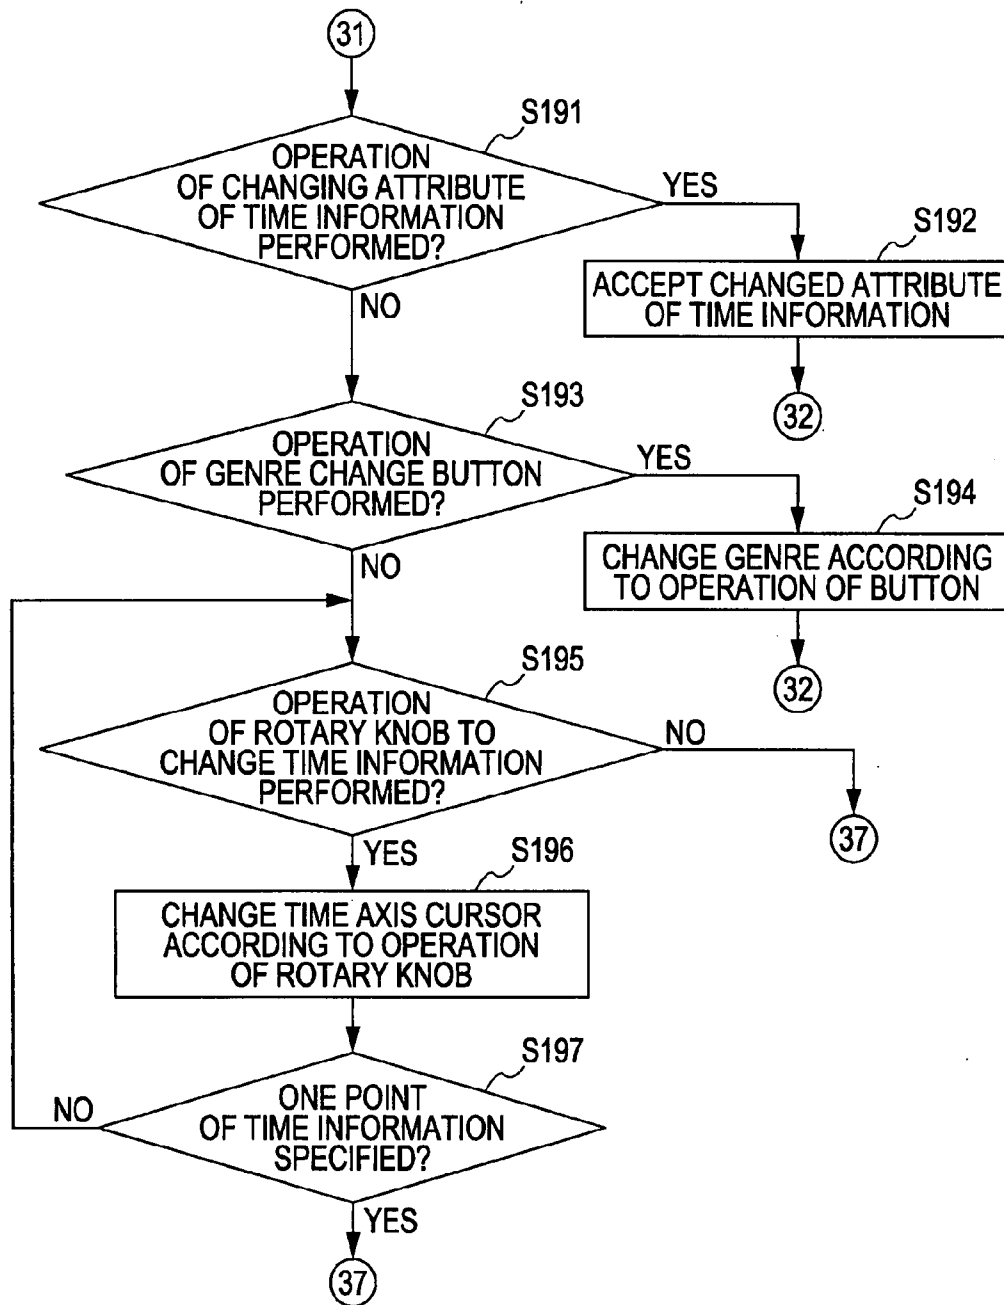 31
S191
OPERATION
OF CHANGING ATTRIBUTE
OF TIME INFORMATION
PERFORMED?
YES
S192
ACCEPT CHANGED ATTRIBUTE
OF TIME INFORMATION
32
NO
S193
OPERATION
OF GENRE CHANGE BUTTON
PERFORMED?
YES
S194
CHANGE GENRE ACCORDING
TO OPERATION OF BUTTON
32
NO
S195
OPERATION
OF ROTARY KNOB TO
CHANGE TIME INFORMATION
PERFORMED?
NO
37
YES
S196
CHANGE TIME AXIS CURSOR
ACCORDING TO OPERATION
OF ROTARY KNOB
S197
ONE POINT
OF TIME INFORMATION
SPECIFIED?
NO
YES
37